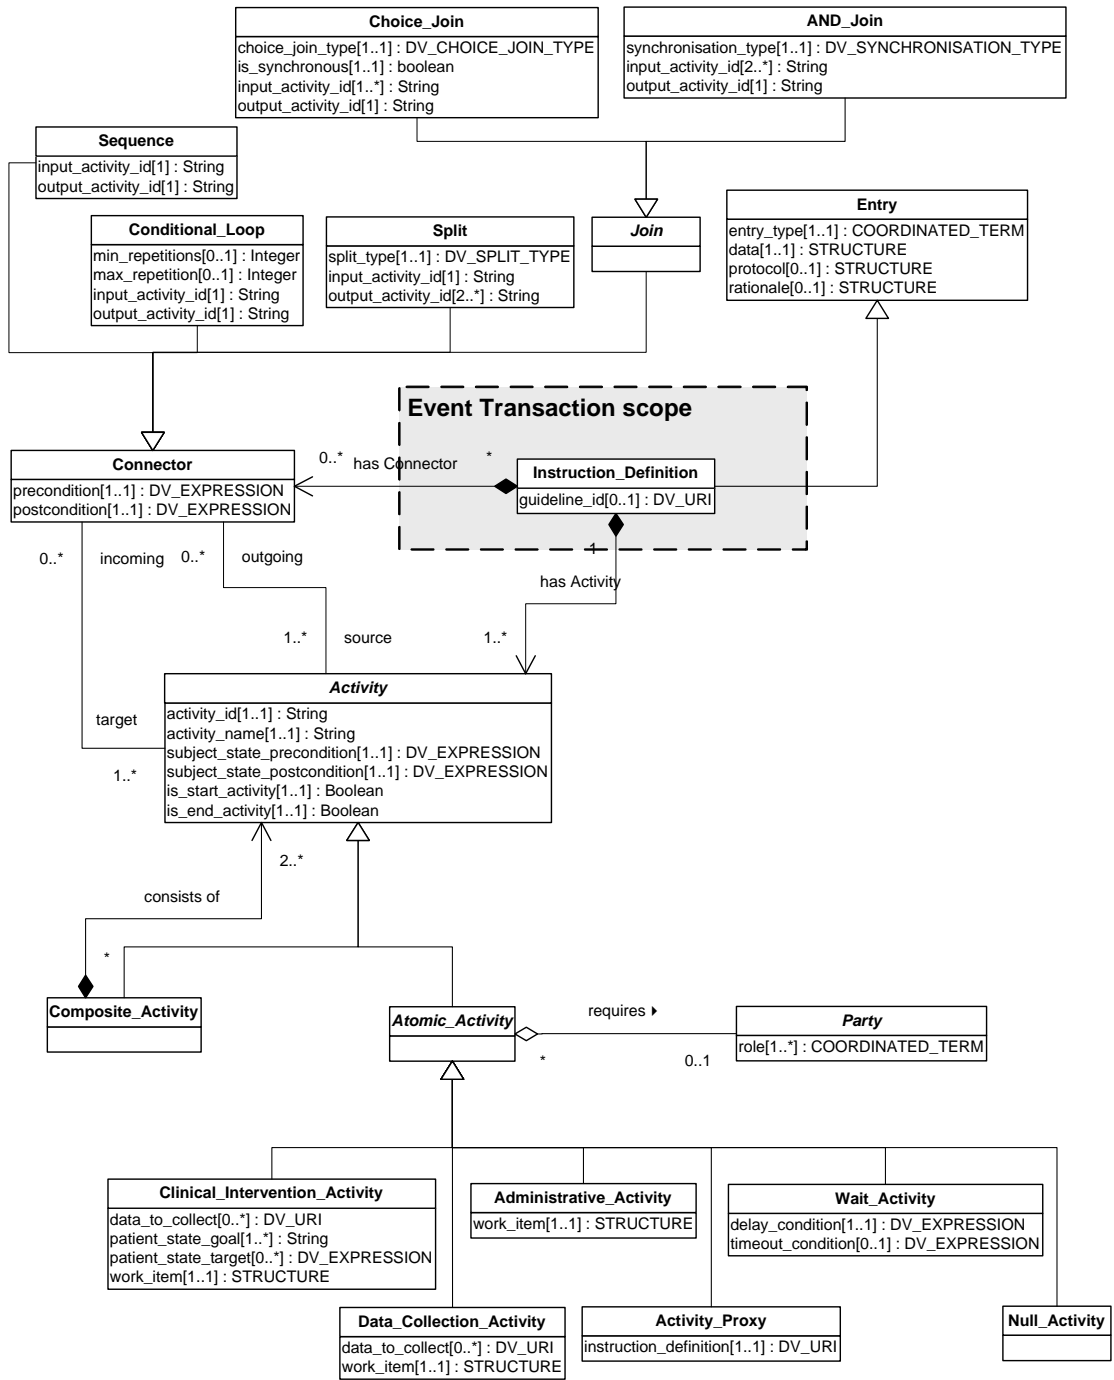 Choice_Join
choice_join_type[1..1] : DV_CHOICE_JOIN_TYPE
is_synchronous[1..1] : boolean
input_activity_id[1..*] : String
output_activity_id[1] : String
AND_Join
synchronisation_type[1..1] : DV_SYNCHRONISATION_TYPE
input_activity_id[2..*] : String
output_activity_id[1] : String
Sequence
input_activity_id[1] : String
output_activity_id[1] : String
Conditional_Loop
min_repetitions[0..1] : Integer
max_repetition[0..1] : Integer
input_activity_id[1] : String
output_activity_id[1] : String
Split
split_type[1..1] : DV_SPLIT_TYPE
input_activity_id[1] : String
output_activity_id[2..*] : String
Join
Entry
entry_type[1..1] : COORDINATED_TERM
data[1..1] : STRUCTURE
protocol[0..1] : STRUCTURE
rationale[0..1] : STRUCTURE
Event Transaction scope
Connector
precondition[1..1] : DV_EXPRESSION
postcondition[1..1] : DV_EXPRESSION
0..* has Connector *
Instruction_Definition
guideline_id[0..1] : DV_URI
0..* incoming 0..* outgoing
1
has Activity
1..* source 1..*
Activity
activity_id[1..1] : String
activity_name[1..1] : String
subject_state_precondition[1..1] : DV_EXPRESSION
subject_state_postcondition[1..1] : DV_EXPRESSION
is_start_activity[1..1] : Boolean
is_end_activity[1..1] : Boolean
target
1..*
2..*
consists of
*
Composite_Activity
Atomic_Activity
requires
*
0..1
Party
role[1..*] : COORDINATED_TERM
Clinical_Intervention_Activity
data_to_collect[0..*] : DV_URI
patient_state_goal[1..*] : String
patient_state_target[0..*] : DV_EXPRESSION
work_item[1..1] : STRUCTURE
Administrative_Activity
work_item[1..1] : STRUCTURE
Wait_Activity
delay_condition[1..1] : DV_EXPRESSION
timeout_condition[0..1] : DV_EXPRESSION
Data_Collection_Activity
data_to_collect[0..*] : DV_URI
work_item[1..1] : STRUCTURE
Activity_Proxy
instruction_definition[1..1] : DV_URI
Null_Activity